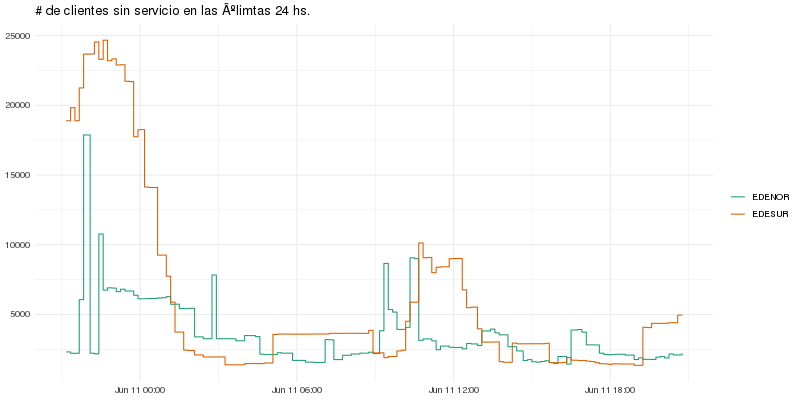 # de clientes sin servicio en las Ãºlimtas 24 hs.
25000
20000
15000
10000
5000
Jun 11 00:00
Jun 11 06:00
Jun 11 12:00
Jun 11 18:00
EDENOR
EDESUR